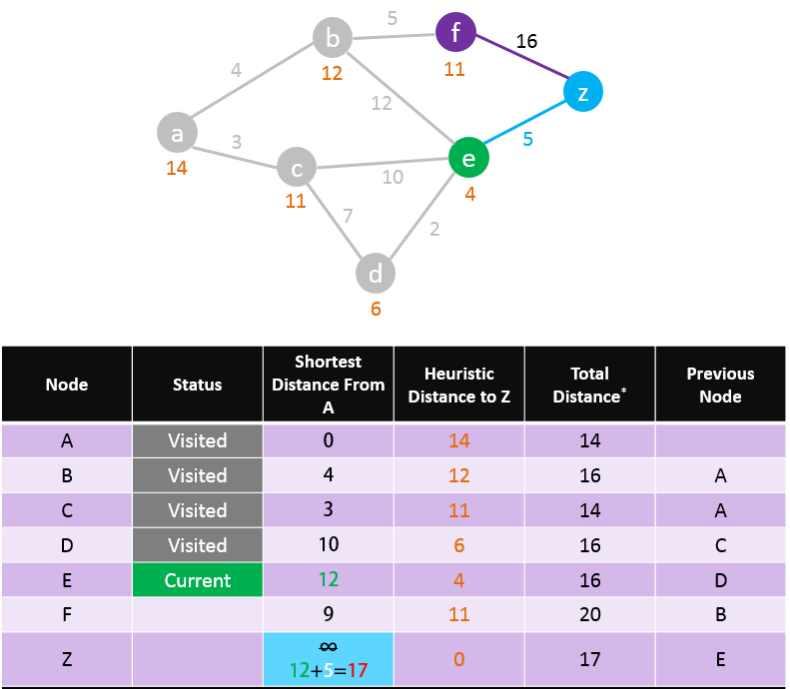 5
b
f
16
12
11
z
4
12
a
3
e
5
14
c
10
4
11
7
2
d
6
Node Status Shortest Distance From A Heuristic Distance to Z Total Distance* Previous Node
A Visited 0 14 14
B Visited 4 12 16 A
C Visited 3 11 14 A
D Visited 10 6 16 C
E Current 12 4 16 D
F 9 11 20 B
Z ∞ 12+5=17 0 17 E